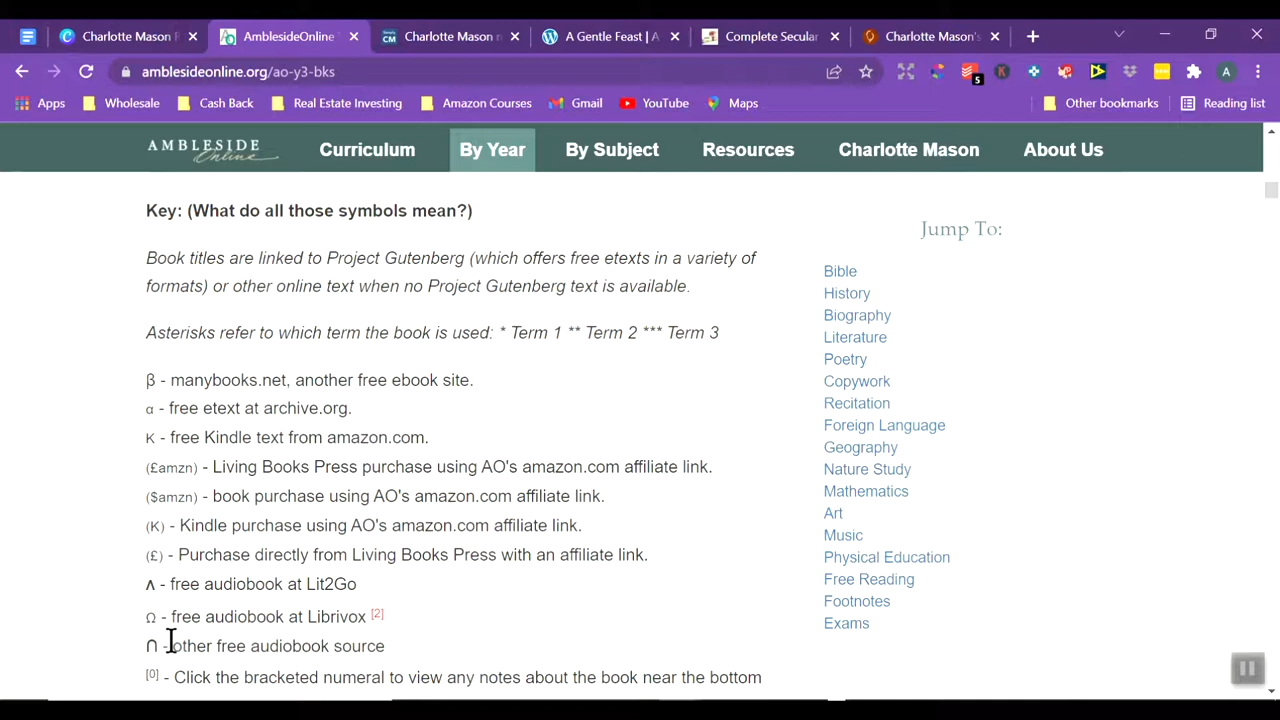 Charlotte Mason P
AmblesideOnline
Charlotte Mason n
A Gentle Feast | A
Complete Secular
Charlotte Mason's
amblesideonline.org/ao-y3-bks
5
A
Apps
Wholesale
Cash Back
Real Estate Investing
Amazon Courses
Gmail
YouTube
Maps
Other bookmarks
Reading list
AMBLESIDE
Online
Curriculum
By Year
By Subject
Resources
Charlotte Mason
About Us
Key: (What do all those symbols mean?)
Book titles are linked to Project Gutenberg (which offers free etexts in a variety of
formats) or other online text when no Project Gutenberg text is available.
Asterisks refer to which term the book is used: * Term 1 ** Term 2 *** Term 3
β - manybooks.net, another free ebook site.
α - free etext at archive.org.
K - free Kindle text from amazon.com.
(£amzn) - Living Books Press purchase using AO's amazon.com affiliate link.
($amzn) - book purchase using AO's amazon.com affiliate link.
(K) - Kindle purchase using AO's amazon.com affiliate link.
(£) - Purchase directly from Living Books Press with an affiliate link.
ʌ - free audiobook at Lit2Go
Ω - free audiobook at Librivox [2]
∩ - other free audiobook source
[0] - Click the bracketed numeral to view any notes about the book near the bottom
Jump To:
Bible
History
Biography
Literature
Poetry
Copywork
Recitation
Foreign Language
Geography
Nature Study
Mathematics
Art
Music
Physical Education
Free Reading
Footnotes
Exams